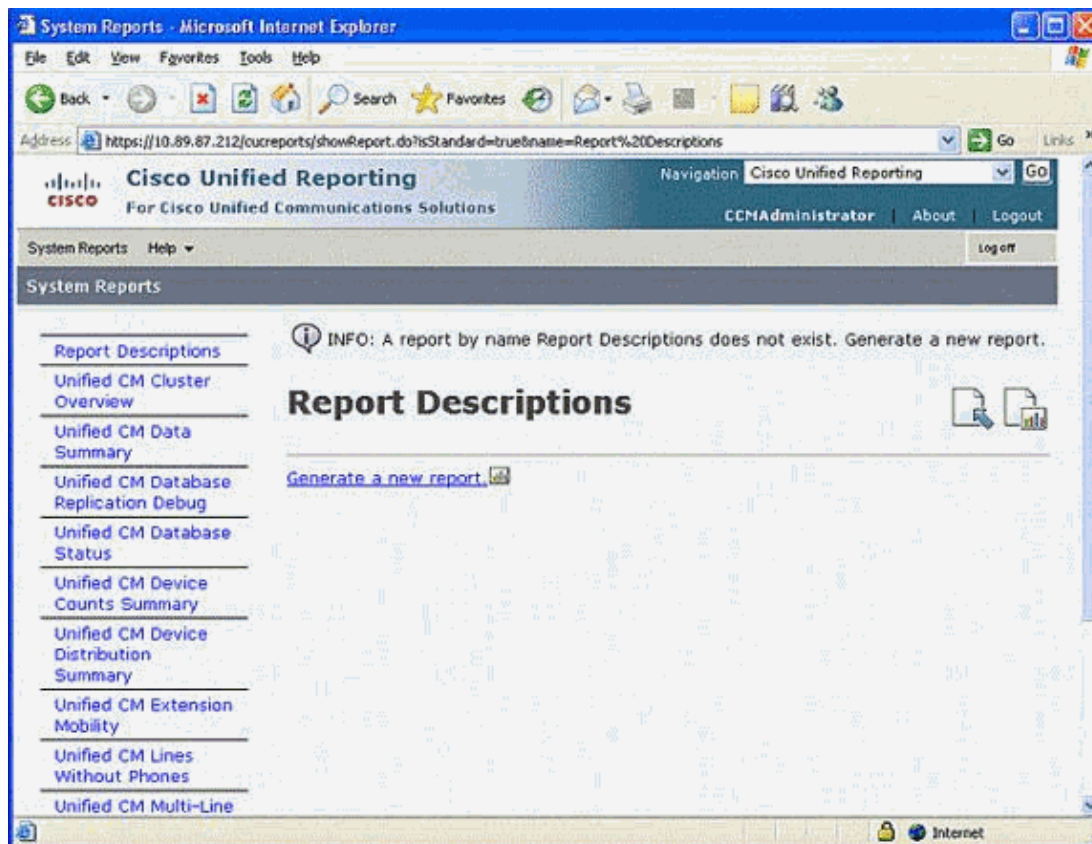 System Reports - Microsoft Internet Explorer
File Edit View Favorites Tools Help
Back Search Favorites
Address https://10.89.87.212/cucreports/showReport.do?isStandard=true&name=Report%20Descriptions Go Links »
CISCO
Cisco Unified Reporting
For Cisco Unified Communications Solutions
Navigation Cisco Unified Reporting GO
CCMAdministrator | About | Logout
System Reports Help
Log off
System Reports
INFO: A report by name Report Descriptions does not exist. Generate a new report.
Report Descriptions
Generate a new report.
Report Descriptions
Unified CM Cluster
Overview
Unified CM Data
Summary
Unified CM Database
Replication Debug
Unified CM Database
Status
Unified CM Device
Counts Summary
Unified CM Device
Distribution
Summary
Unified CM Extension
Mobility
Unified CM Lines
Without Phones
Unified CM Multi-Line
Internet